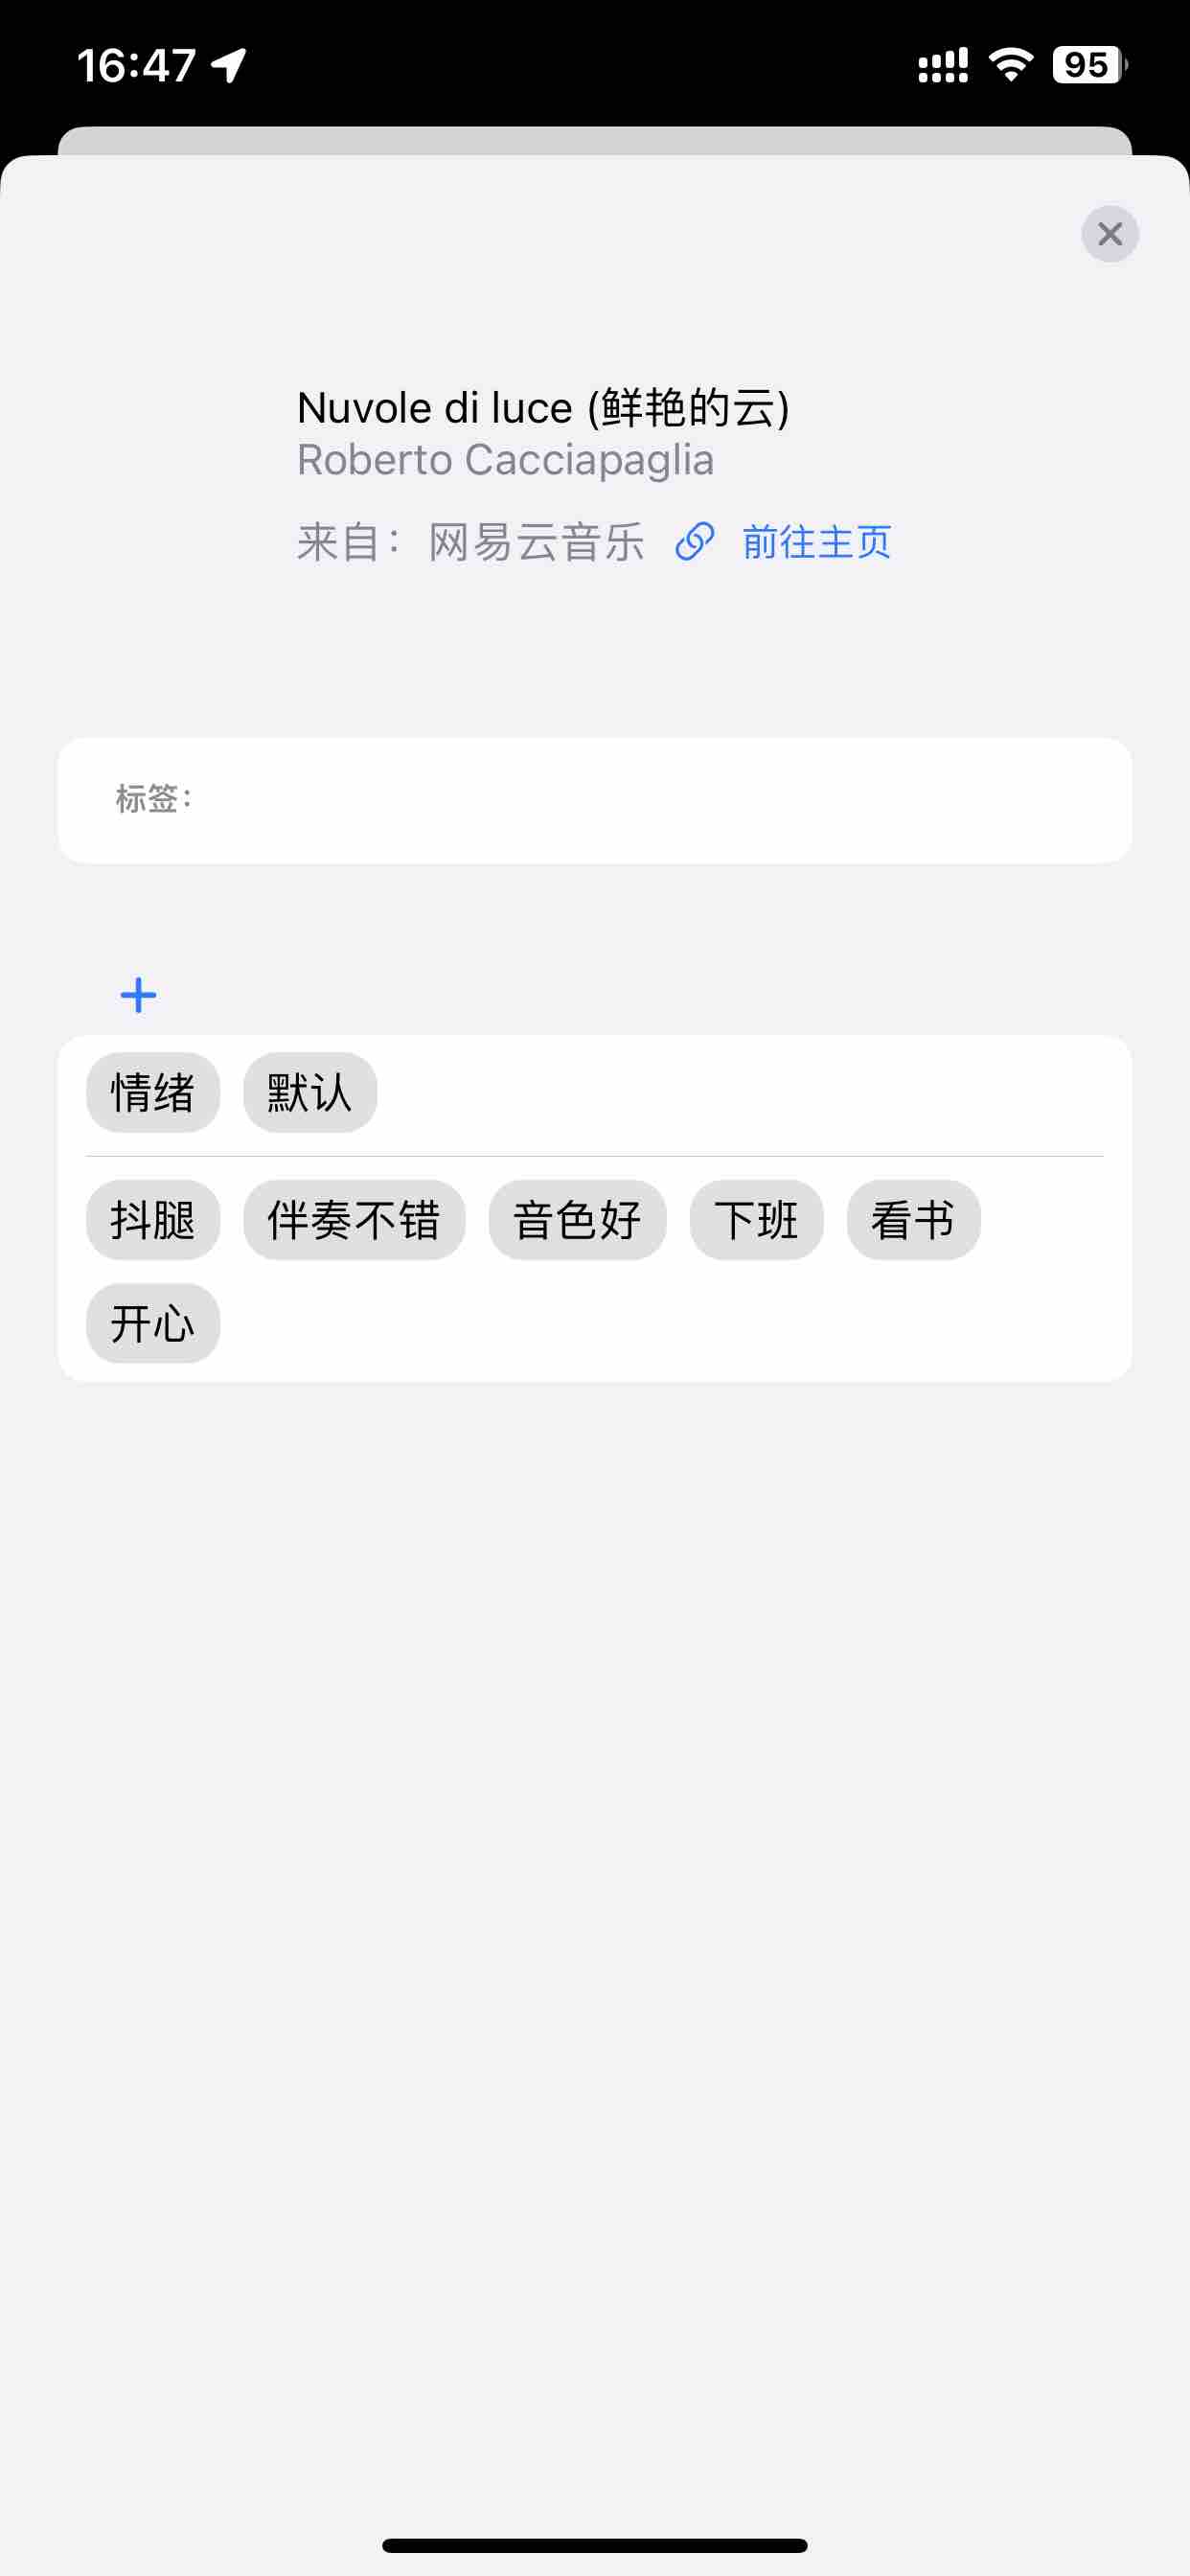 16:47 95
Nuvole di luce (鲜艳的云)
Roberto Cacciapaglia
来自： 网易云音乐 前往主页
标签：
情绪 默认
抖腿 伴奏不错 音色好 下班 看书
开心